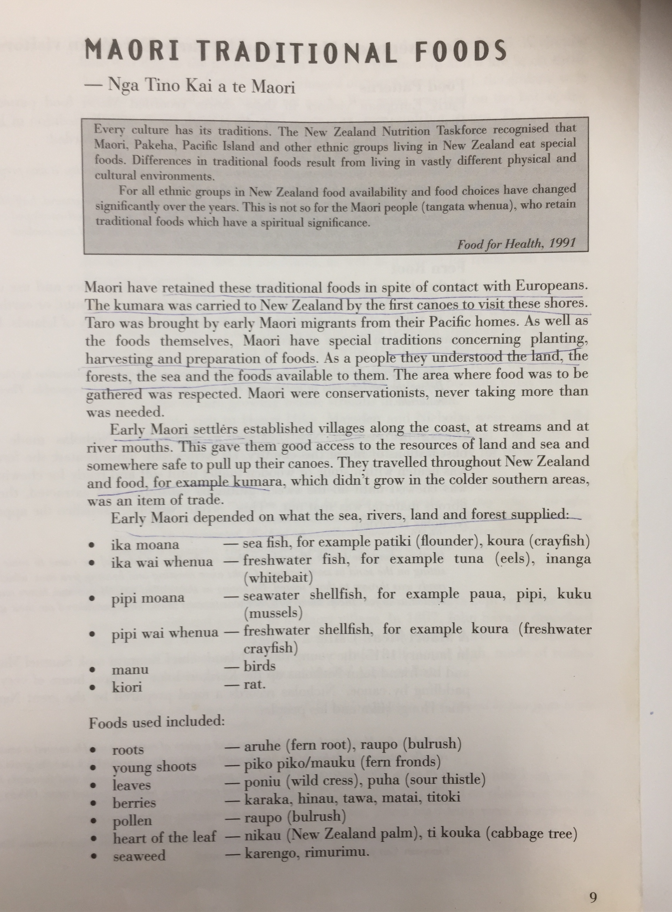 MAORI TRADITIONAL FOODS
— Nga Tino Kai a te Maori
Every culture has its traditions. The New Zealand Nutrition Taskforce recognised that
Maori, Pakeha, Pacific Island and other ethnic groups living in New Zealand eat special
foods. Differences in traditional foods result from living in vastly different physical and
cultural environments.
For all ethnic groups in New Zealand food availability and food choices have changed
significantly over the years. This is not so for the Maori people (tangata whenua), who retain
traditional foods which have a spiritual significance.
Food for Health, 1991
Maori have retained these traditional foods in spite of contact with Europeans.
The kumara was carried to New Zealand by the first canoes to visit these shores.
Taro was brought by early Maori migrants from their Pacific homes. As well as
the foods themselves, Maori have special traditions concerning planting,
harvesting and preparation of foods. As a people they understood the land, the
forests, the sea and the foods available to them. The area where food was to be
gathered was respected. Maori were conservationists, never taking more than
was needed.
Early Maori settlers established villages along the coast, at streams and at
river mouths. This gave them good access to the resources of land and sea and
somewhere safe to pull up their canoes. They travelled throughout New Zealand
and food, for example kumara, which didn't grow in the colder southern areas,
was an item of trade.
Early Maori depended on what the sea, rivers, land and forest supplied:
• ika moana — sea fish, for example patiki (flounder), koura (crayfish)
• ika wai whenua — freshwater fish, for example tuna (eels), inanga
(whitebait)
• pipi moana — seawater shellfish, for example paua, pipi, kuku
(mussels)
• pipi wai whenua — freshwater shellfish, for example koura (freshwater
crayfish)
• manu — birds
• kiori — rat.
Foods used included:
• roots — aruhe (fern root), raupo (bulrush)
• young shoots — piko piko/mauku (fern fronds)
• leaves — poniu (wild cress), puha (sour thistle)
• berries — karaka, hinau, tawa, matai, titoki
• pollen — raupo (bulrush)
• heart of the leaf — nikau (New Zealand palm), ti kouka (cabbage tree)
• seaweed — karengo, rimurimu.
9